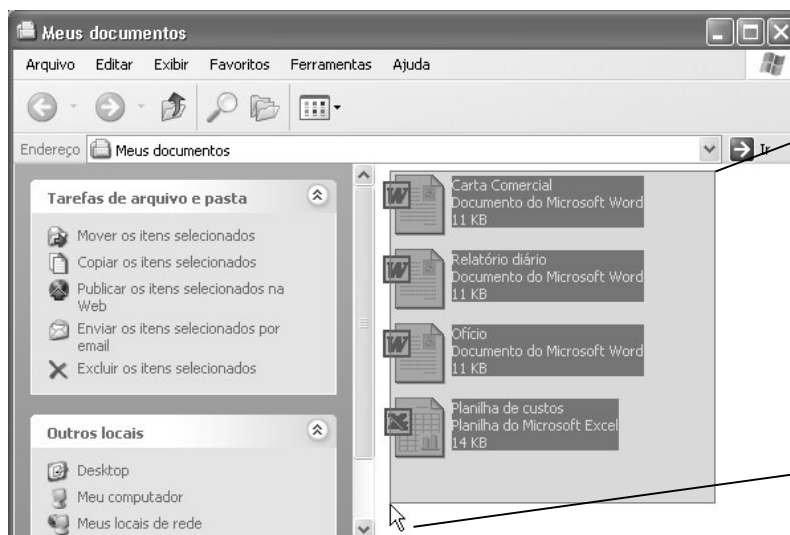 Meus documentos
Arquivo Editar Exibir Favoritos Ferramentas Ajuda
Endereço Meus documentos Ir
Tarefas de arquivo e pasta
Mover os itens selecionados
Copiar os itens selecionados
Publicar os itens selecionados na
Web
Enviar os itens selecionados por
email
Excluir os itens selecionados
Outros locais
Desktop
Meu computador
Meus locais de rede
Carta Comercial
Documento do Microsoft Word
11 KB
Relatório diário
Documento do Microsoft Word
11 KB
Ofício
Documento do Microsoft Word
11 KB
Planilha de custos
Planilha do Microsoft Excel
14 KB